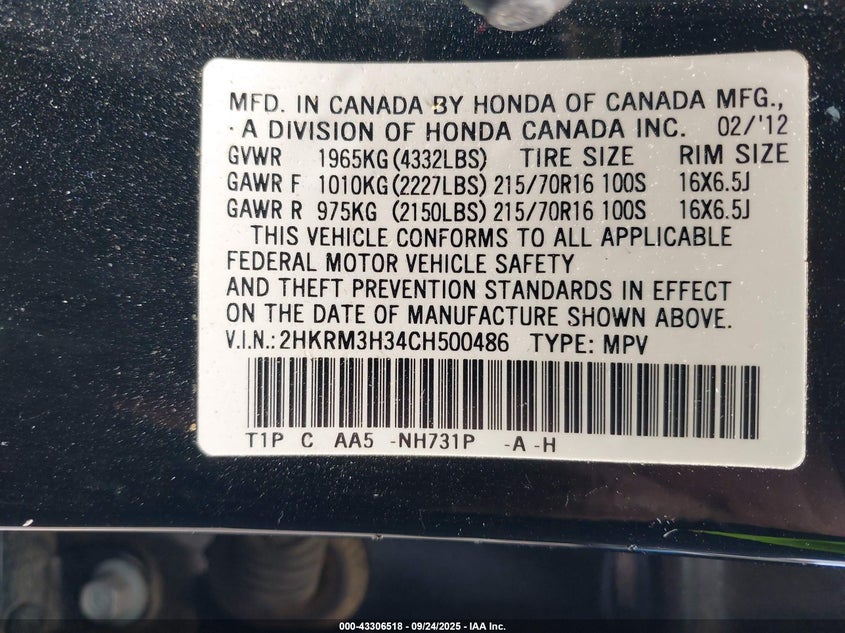 MFD. IN CANADA BY HONDA OF CANADA MFG.,
·A DIVISION OF HONDA CANADA INC. 02/'12
GVWR 1965KG (4332LBS) TIRE SIZE RIM SIZE
GAWR F 1010KG (2227LBS) 215/70R16 100S 16X6.5J
GAWR R 975KG (2150LBS) 215/70R16 100S 16X6.5J
THIS VEHICLE CONFORMS TO ALL APPLICABLE
FEDERAL MOTOR VEHICLE SAFETY
AND THEFT PREVENTION STANDARDS IN EFFECT
ON THE DATE OF MANUFACTURE SHOWN ABOVE.
V.I.N.:2HKRM3H34CH500486 TYPE: MPV
T1P C AA5 -NH731P -A -H
000-43306518 - 09/24/2025 - IAA Inc.